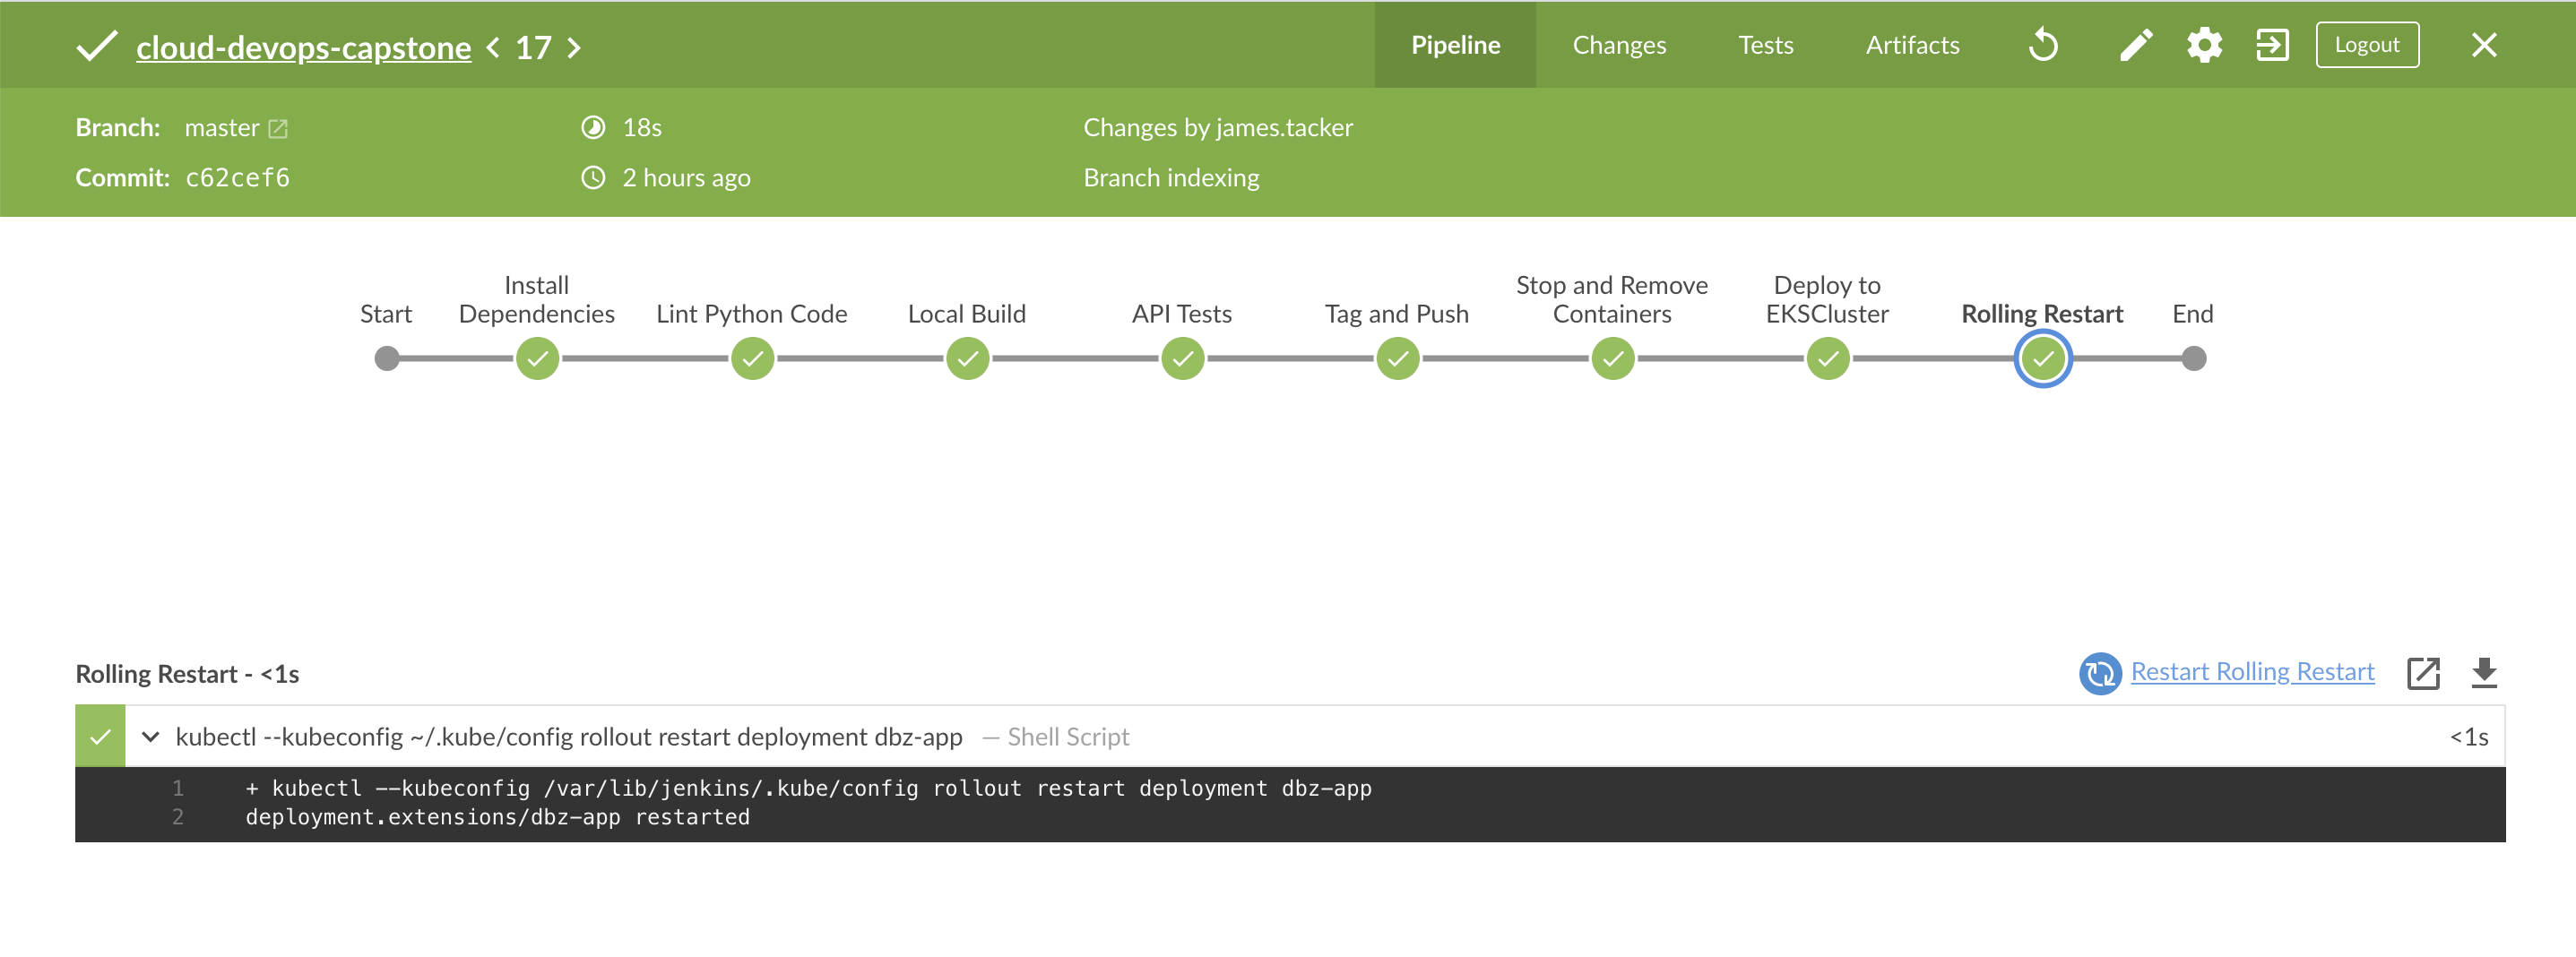 cloud-devops-capstone < 17 >
Pipeline Changes Tests Artifacts Logout
Branch: master 18s Changes by james.tacker
Commit: c62cef6 2 hours ago Branch indexing
Start
Install
Dependencies
Lint Python Code
Local Build
API Tests
Tag and Push
Stop and Remove
Containers
Deploy to
EKSCluster
Rolling Restart
End
Rolling Restart - <1s
Restart Rolling Restart
kubectl --kubeconfig ~/.kube/config rollout restart deployment dbz-app — Shell Script <1s
1 + kubectl --kubeconfig /var/lib/jenkins/.kube/config rollout restart deployment dbz-app
2 deployment.extensions/dbz-app restarted